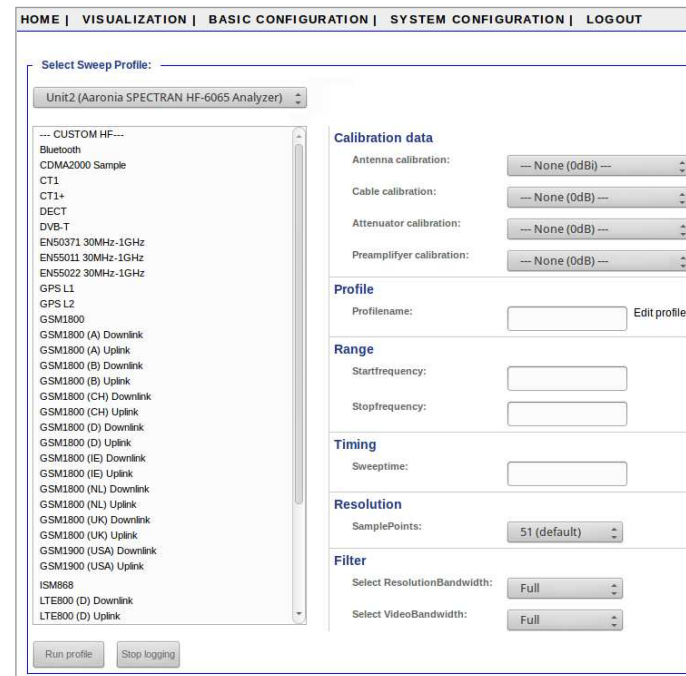 HOME | VISUALIZATION | BASIC CONFIGURATION | SYSTEM CONFIGURATION | LOGOUT
Select Sweep Profile:
Unit2 (Aaronia SPECTRAN HF-6065 Analyzer)
--- CUSTOM HF---
Bluetooth
CDMA2000 Sample
CT1
CT1+
DECT
DVB-T
EN50371 30MHz-1GHz
EN55011 30MHz-1GHz
EN55022 30MHz-1GHz
GPS L1
GPS L2
GSM1800
GSM1800 (A) Downlink
GSM1800 (A) Uplink
GSM1800 (B) Downlink
GSM1800 (B) Uplink
GSM1800 (CH) Downlink
GSM1800 (CH) Uplink
GSM1800 (D) Downlink
GSM1800 (D) Uplink
GSM1800 (IE) Downlink
GSM1800 (IE) Uplink
GSM1800 (NL) Downlink
GSM1800 (NL) Uplink
GSM1800 (UK) Downlink
GSM1800 (UK) Uplink
GSM1900 (USA) Downlink
GSM1900 (USA) Uplink
ISM868
LTE800 (D) Downlink
LTE800 (D) Uplink
Run profile Stop logging
Calibration data
Antenna calibration: --- None (0dBi) ---
Cable calibration: --- None (0dB) ---
Attenuator calibration: --- None (0dB) ---
Preamplifyer calibration: --- None (0dB) ---
Profile
Profilename: Edit profile
Range
Startfrequency:
Stopfrequency:
Timing
Sweeptime:
Resolution
SamplePoints: 51 (default)
Filter
Select ResolutionBandwidth: Full
Select VideoBandwidth: Full